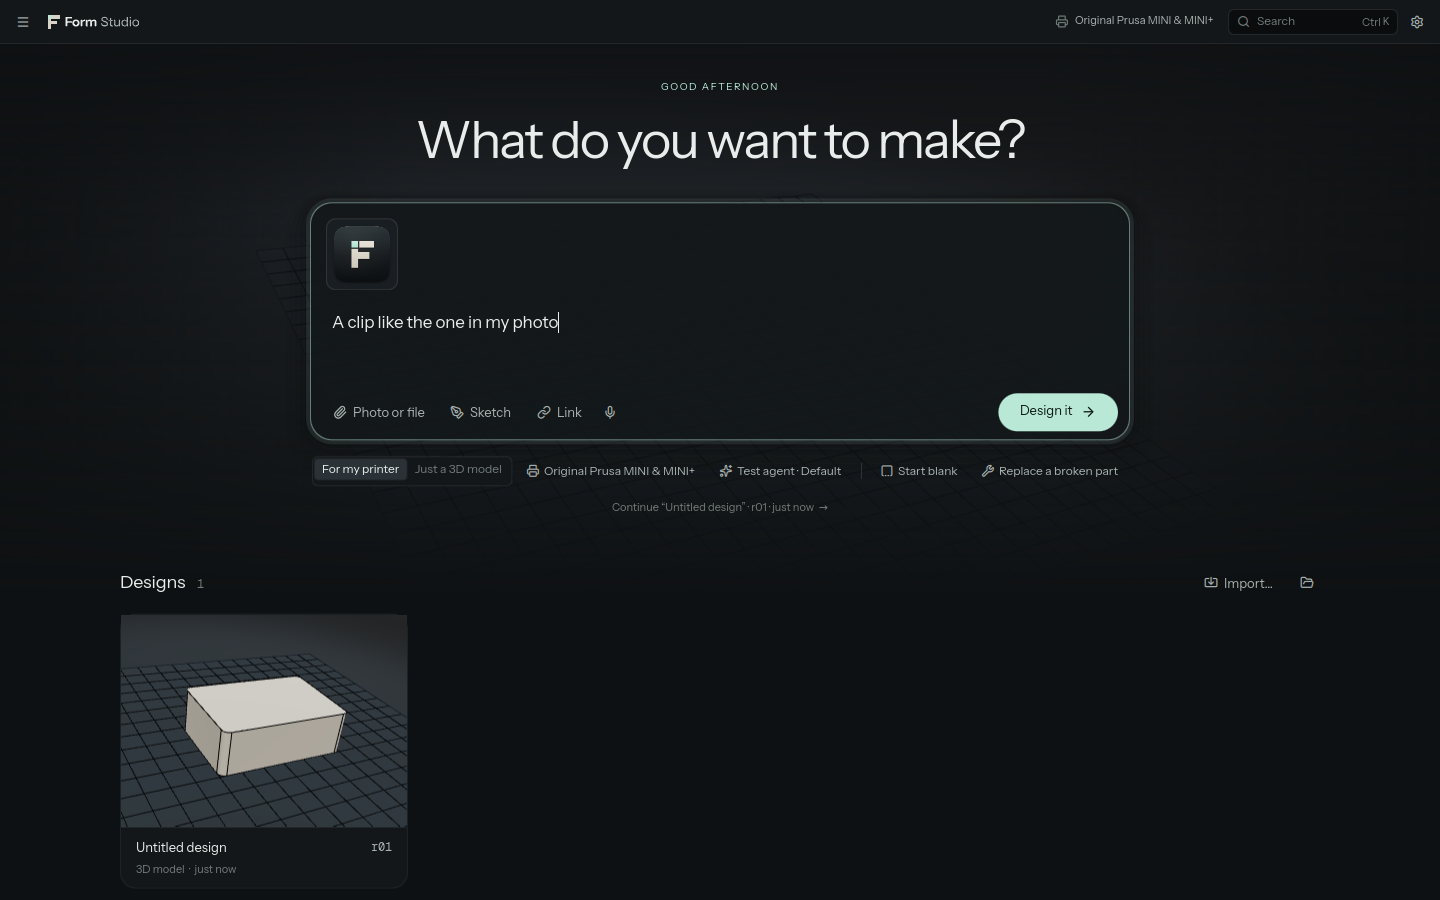 Form Studio
Original Prusa MINI & MINI+
Search
Ctrl K
GOOD AFTERNOON
What do you want to make?
F
A clip like the one in my photo
Photo or file
Sketch
Link
Design it →
For my printer
Just a 3D model
Original Prusa MINI & MINI+
Test agent · Default
Start blank
Replace a broken part
Continue “Untitled design” · r01 · just now →
Designs 1
Import...
Untitled design
r01
3D model · just now